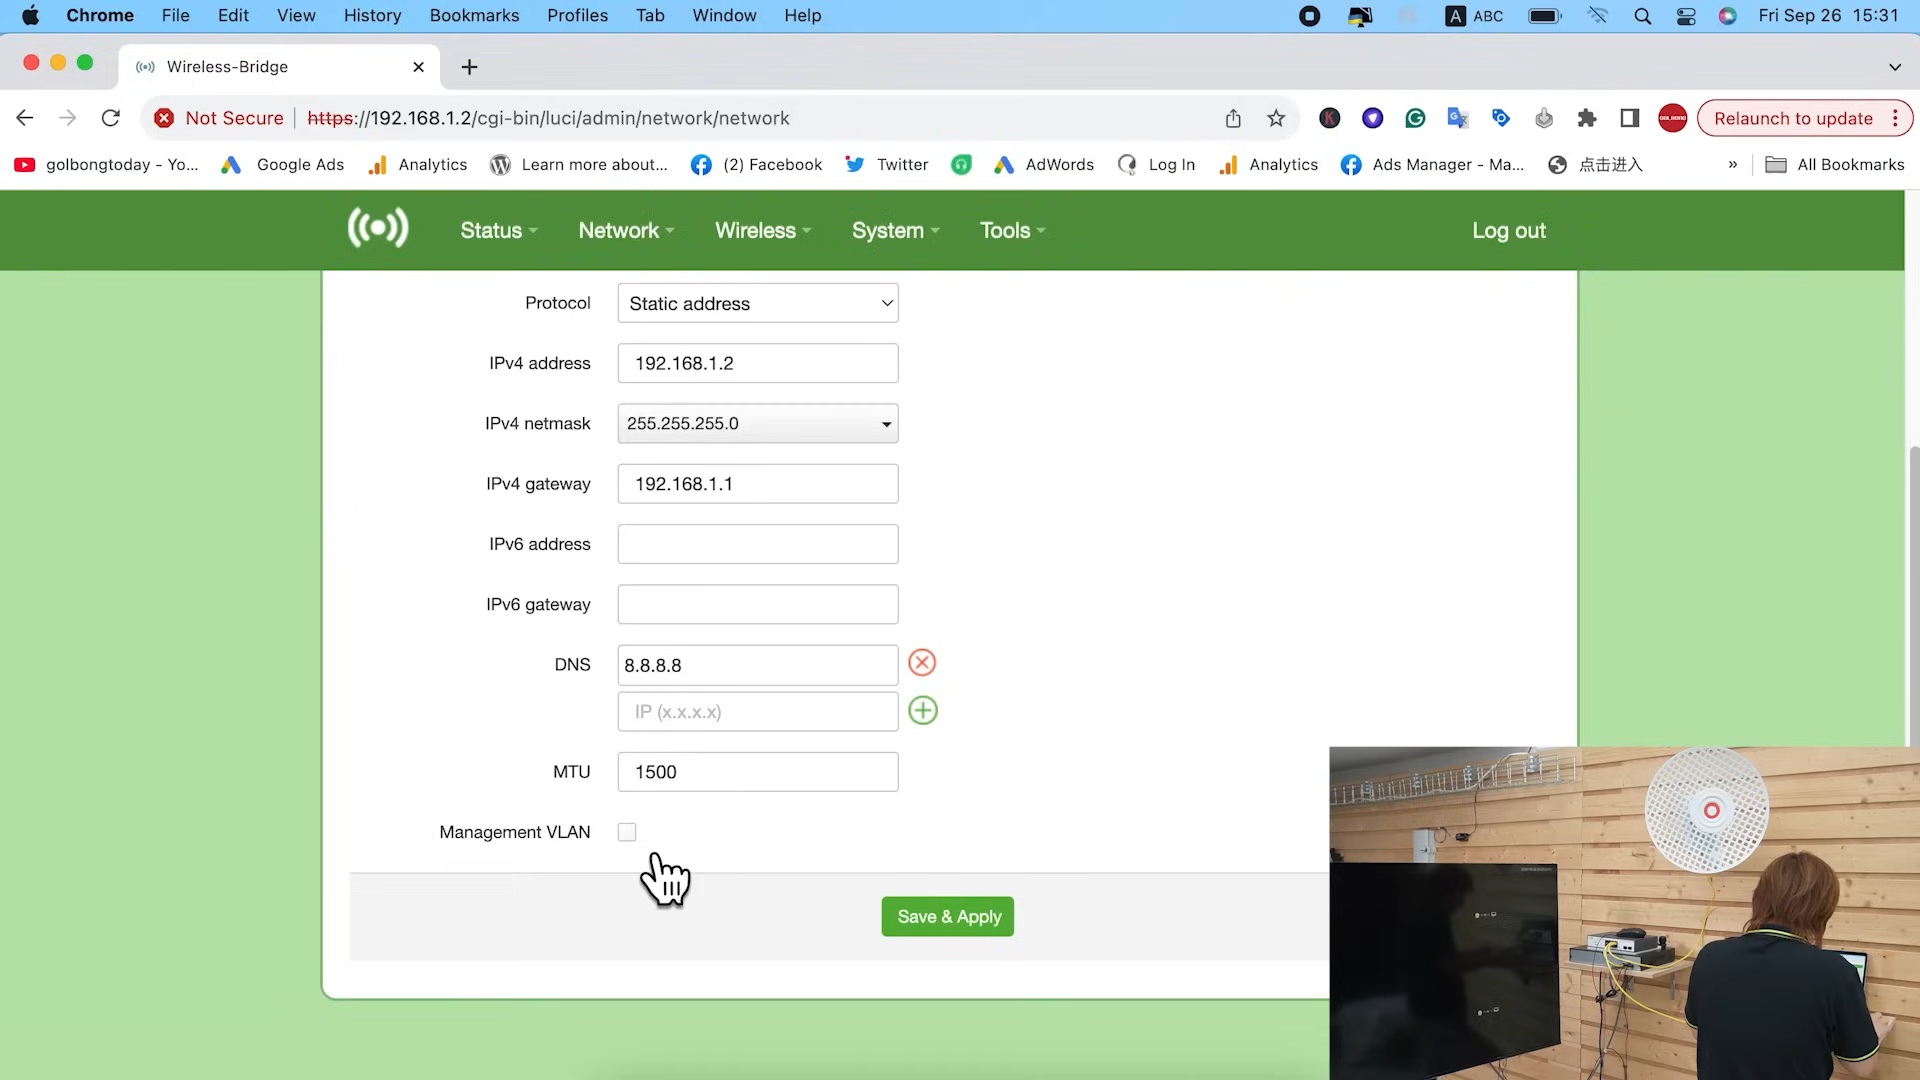 Chrome File Edit View History Bookmarks Profiles Tab Window Help A ABC Fri Sep 26 15:31
Wireless-Bridge
Not Secure https://192.168.1.2/cgi-bin/luci/admin/network/network Relaunch to update
golbongtoday - Yo... Google Ads Analytics Learn more about... (2) Facebook Twitter AdWords Log In Analytics Ads Manager - Ma... 点击进入 » All Bookmarks
Status Network Wireless System Tools Log out
Protocol Static address
IPv4 address 192.168.1.2
IPv4 netmask 255.255.255.0
IPv4 gateway 192.168.1.1
IPv6 address
IPv6 gateway
DNS 8.8.8.8
IP (x.x.x.x)
MTU 1500
Management VLAN
Save & Apply